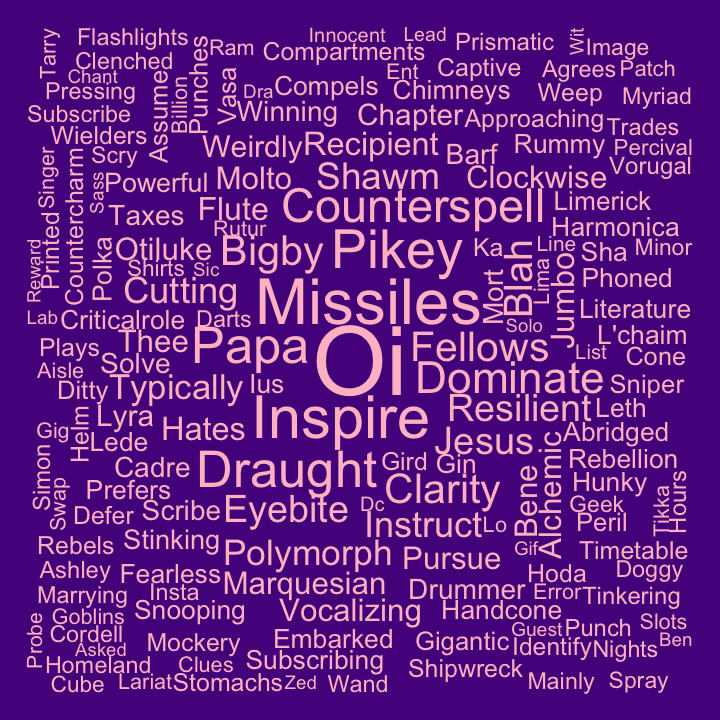 Tarry
Flashlights
Ram
Innocent
Lead
Prismatic
Wit
Image
Clenched
Compartments
Chant
Pressing
Billion
Punches
Vasa
Dra
Compels
Ent
Captive
Agrees
Patch
Chimneys
Weep
Myriad
Subscribe
Assume
Winning
Chapter
Approaching
Trades
Wielders
Scry
Weirdly
Recipient
Barf
Rummy
Percival
Vorugal
Singer
Countercharm
Sass
Powerful
Molto
Shawm
Clockwise
Limerick
Printed
Taxes
Flute
Counterspell
Harmonica
Rutur
Reward
Polka
Otiluke
Bigby
Pikey
Ka
Blah
Line
Sha
Minor
Shirts
Sic
Cutting
Missiles
Mort
Lima
Jumbo
Phoned
Literature
Lab
Criticalrole
Darts
Solo
L'chaim
Plays
Thee
Papa
Oi
Fellows
List
Cone
Aisle
Solve
Ditty
Typically
Ius
Dominate
Sniper
Helm
Lyra
Hates
Inspire
Resilient
Leth
Gig
Lede
Jesus
Abridged
Simon
Cadre
Draught
Gird
Gin
Alchemic
Rebellion
Swap
Prefers
Clarity
Bene
Hunky
Hours
Defer
Scribe
Eyebite
Dc
Geek
Tikka
Instruct
Lo
Peril
Rebels
Stinking
Polymorph
Pursue
Gif
Timetable
Ashley
Fearless
Hoda
Doggy
Marrying
Insta
Marquesian
Drummer
Error
Tinkering
Goblins
Snooping
Vocalizing
Handcone
Probe
Cordell
Mockery
Embarked
Gigantic
Guest
Punch
Slots
Asked
Identify
Nights
Ben
Homeland
Clues
Subscribing
Shipwreck
Cube
Lariat
Stomachs
Zed
Wand
Mainly
Spray